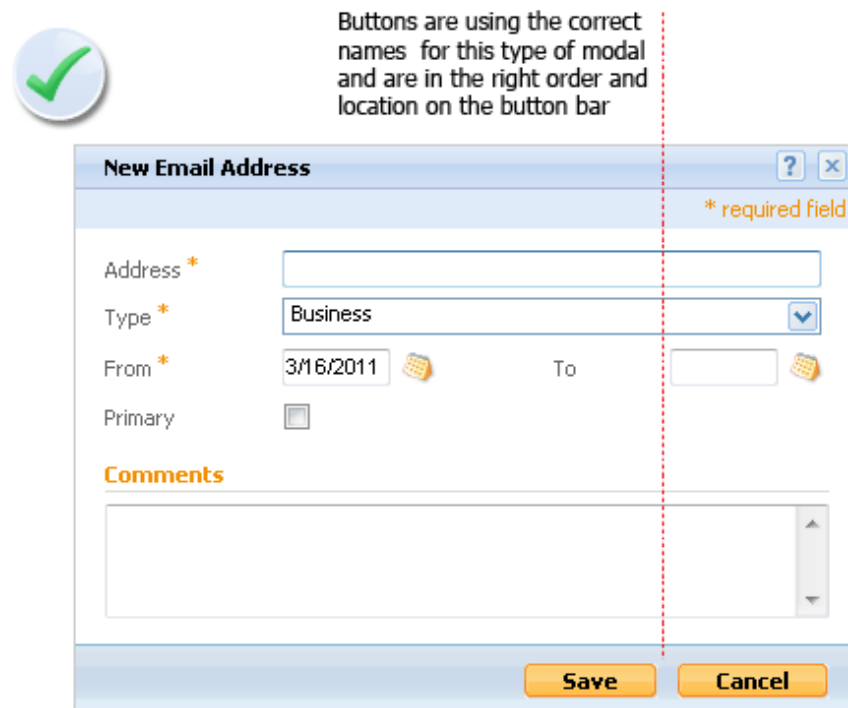 Buttons are using the correct
names for this type of modal
and are in the right order and
location on the button bar
New Email Address ? ×
* required field
Address *
Type * Business
From * 3/16/2011 To
Primary
Comments
Save Cancel